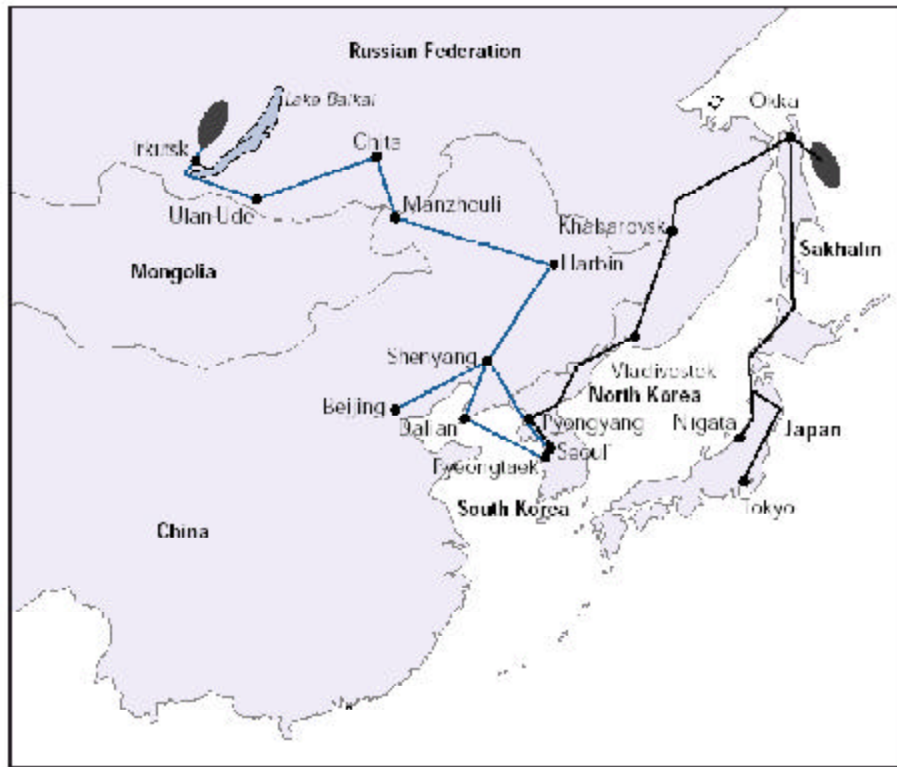 Russian Federation
Lake Baikal
Okka
Irkutsk
Chita
Ulan-Ude
Manzhouli
Khabarovsk
Harbin
Sakhalin
Mongolia
Shenyang
Vladivostok
North Korea
Beijing
Dalian
Pyongyang
Nigata
Japan
Seoul
Pyeongtaek
South Korea
Tokyo
China